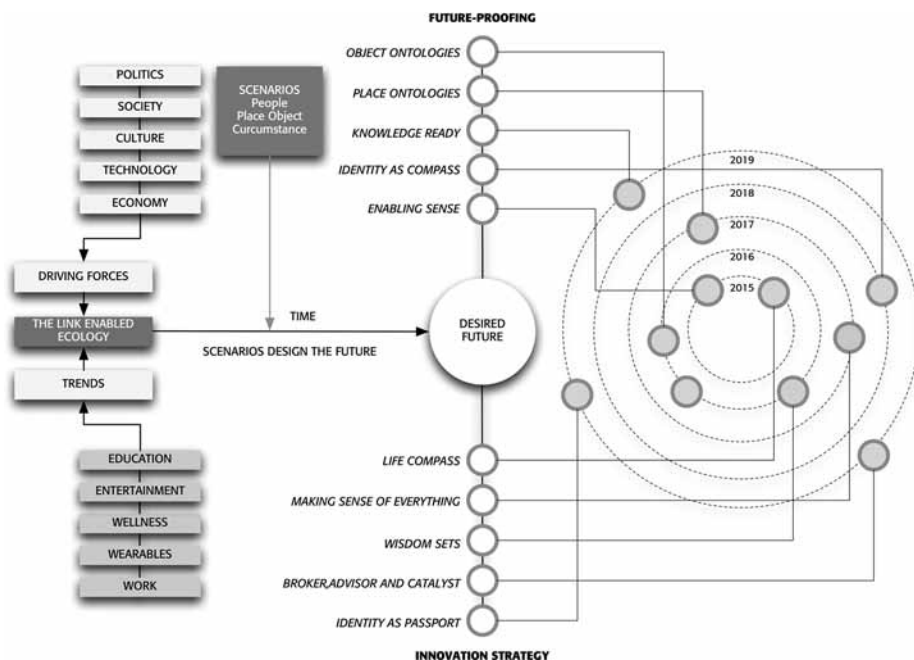 FUTURE-PROOFING
OBJECT ONTOLOGIES
PLACE ONTOLOGIES
KNOWLEDGE READY
IDENTITY AS COMPASS
ENABLING SENSE
POLITICS
SOCIETY
CULTURE
TECHNOLOGY
ECONOMY
SCENARIOS
People
Place Object
Curcumstance
DRIVING FORCES
THE LINK ENABLED
ECOLOGY
TRENDS
EDUCATION
ENTERTAINMENT
WELLNESS
WEARABLES
WORK
TIME
SCENARIOS DESIGN THE FUTURE
DESIRED
FUTURE
2019
2018
2017
2016
2015
LIFE COMPASS
MAKING SENSE OF EVERYTHING
WISDOM SETS
BROKER,ADVISOR AND CATALYST
IDENTITY AS PASSPORT
INNOVATION STRATEGY